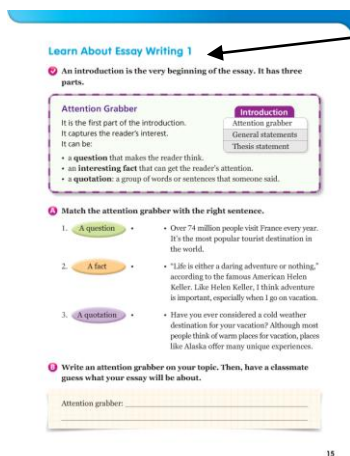 Learn About Essay Writing 1
An introduction is the very beginning of the essay. It has three
parts.
Attention Grabber
It is the first part of the introduction.
It captures the reader's interest.
It can be:
Introduction
Attention grabber
General statements
Thesis statement
• a question that makes the reader think.
• an interesting fact that can get the reader's attention.
• a quotation: a group of words or sentences that someone said.
A Match the attention grabber with the right sentence.
1. A question •
• Over 74 million people visit France every year.
It's the most popular tourist destination in
the world.
2. A fact •
• "Life is either a daring adventure or nothing,"
according to the famous American Helen
Keller. Like Helen Keller, I think adventure
is important, especially when I go on vacation.
3. A quotation •
• Have you ever considered a cold weather
destination for your vacation? Although most
people think of warm places for vacation, places
like Alaska offer many unique experiences.
B Write an attention grabber on your topic. Then, have a classmate
guess what your essay will be about.
Attention grabber:
15